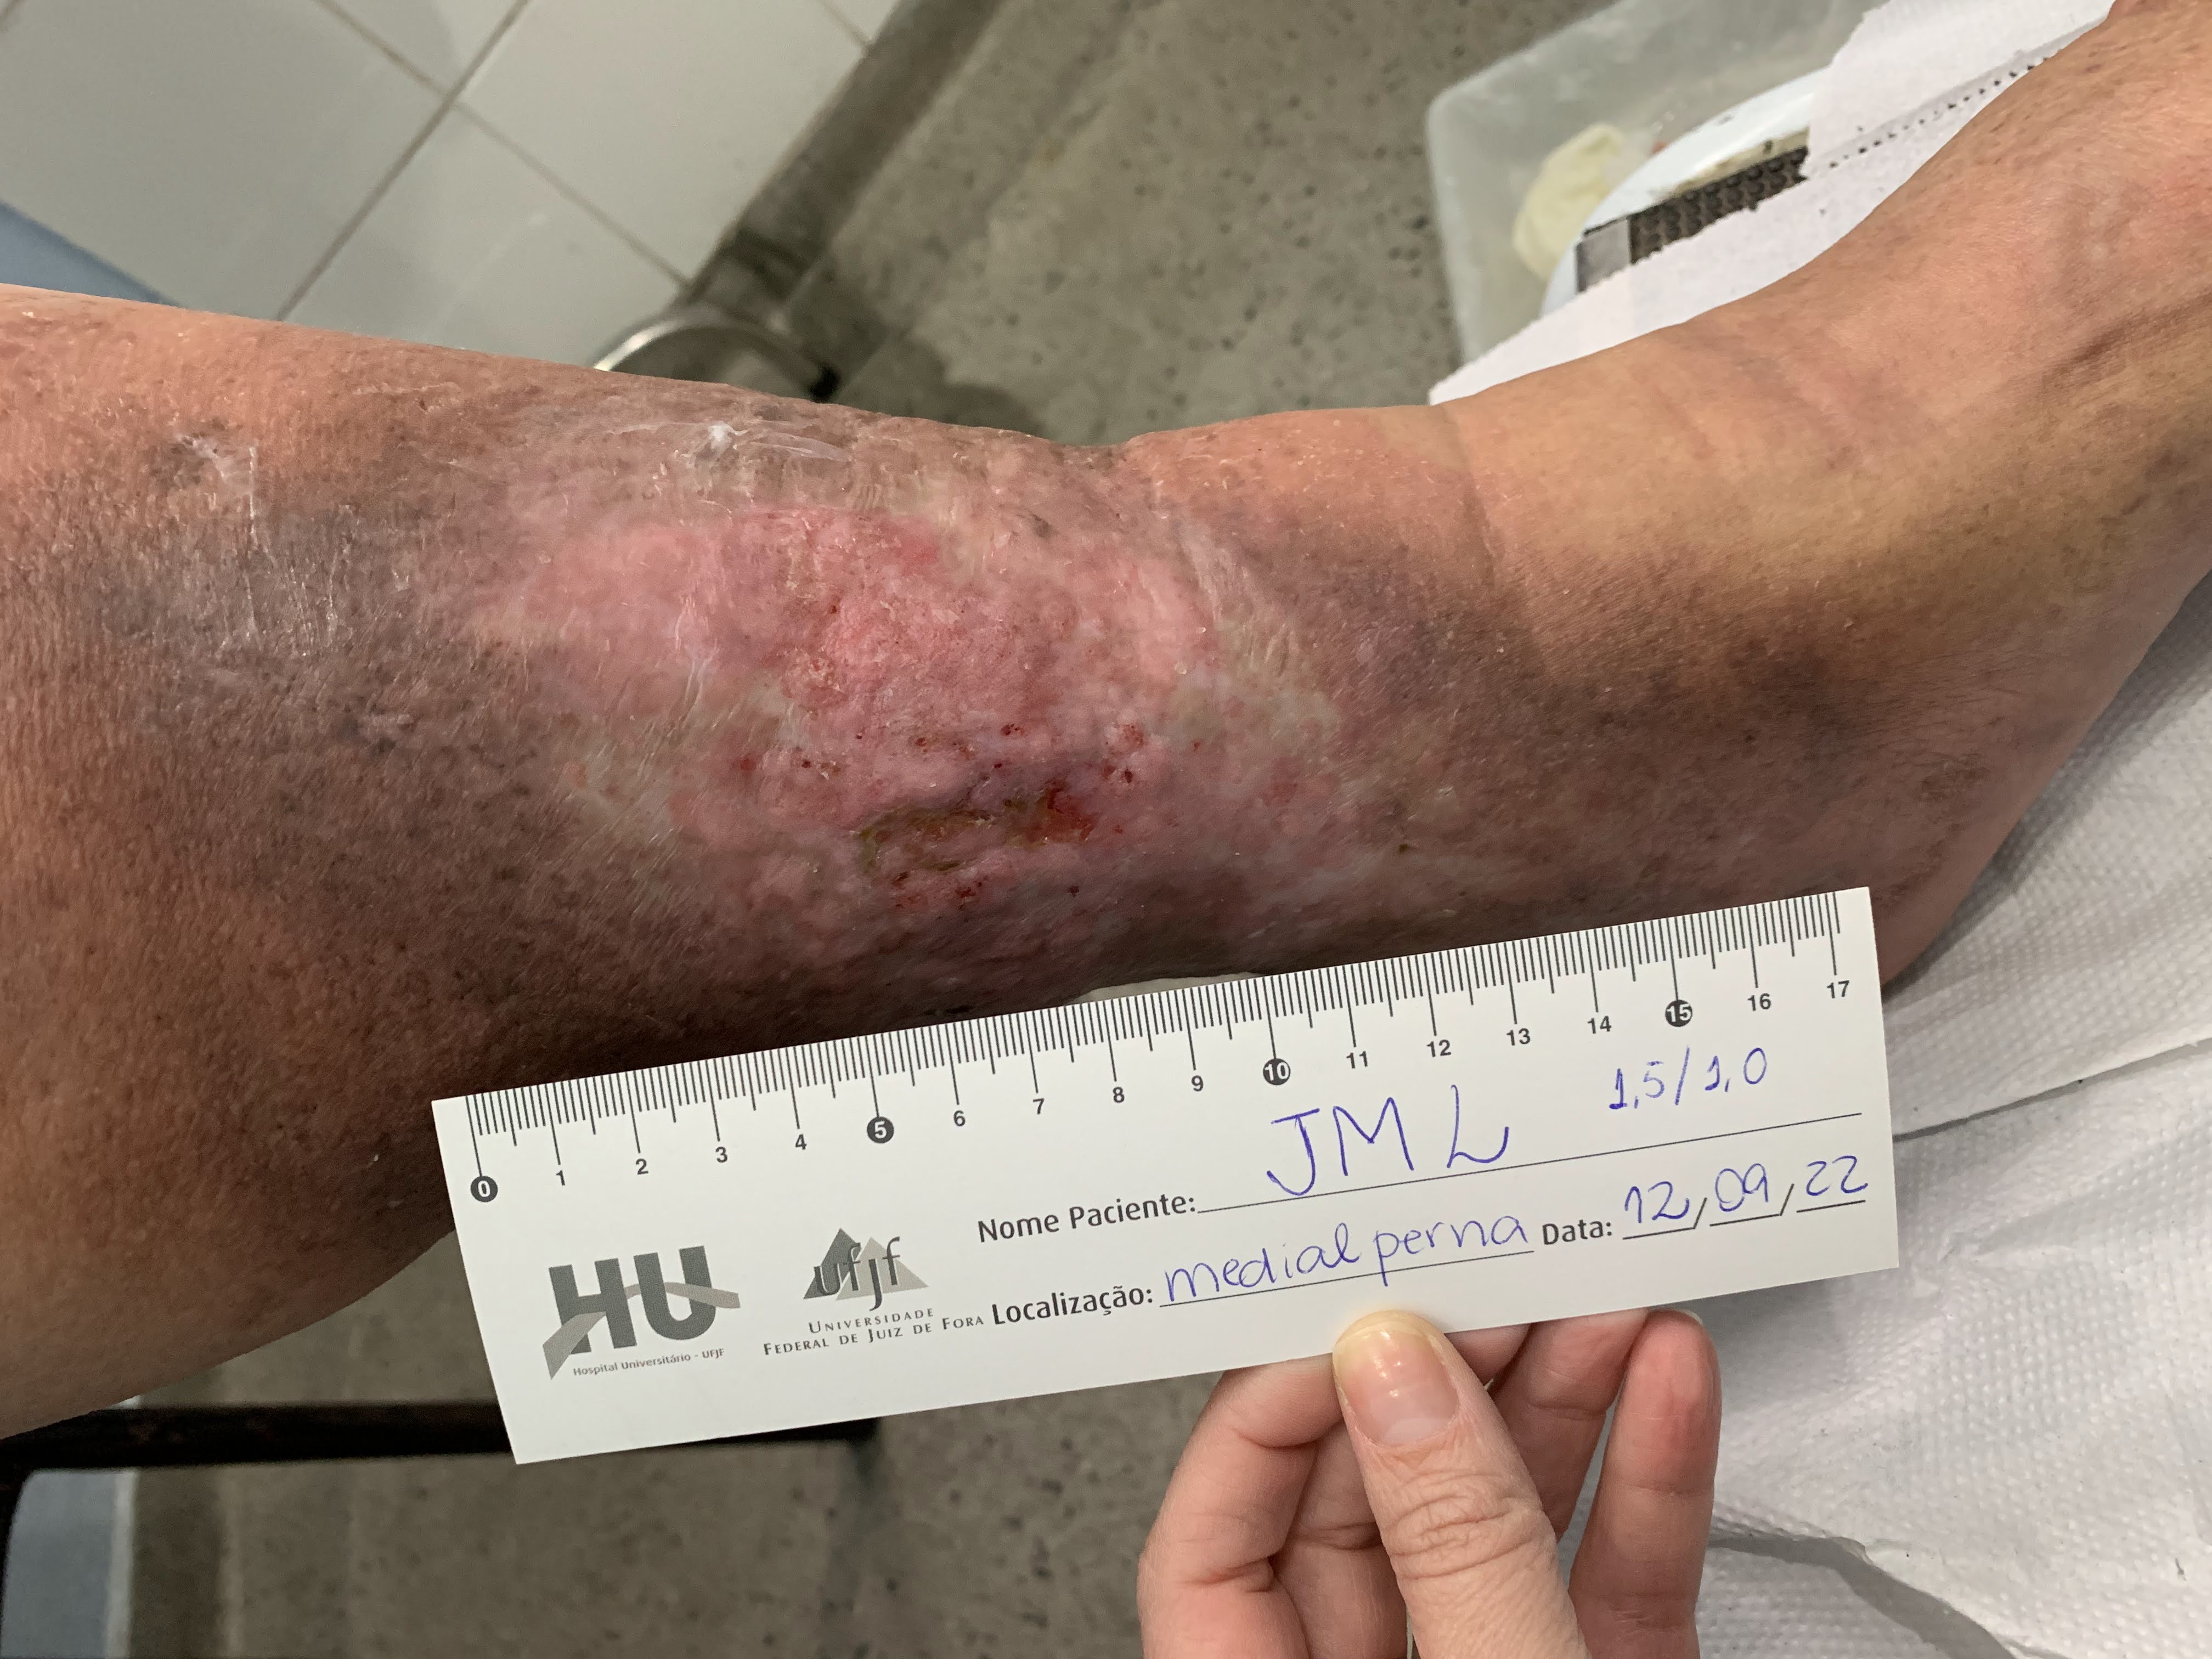 0 1 2 3 4 5 6 7 8 9 10 11 12 13 14 15 16 17
1,5/1,0
Nome Paciente: JML
HU
Hospital Universitário - UFJF
ufjf
UNIVERSIDADE
FEDERAL DE JUIZ DE FORA
Localização: medial perna Data: 12/09/22